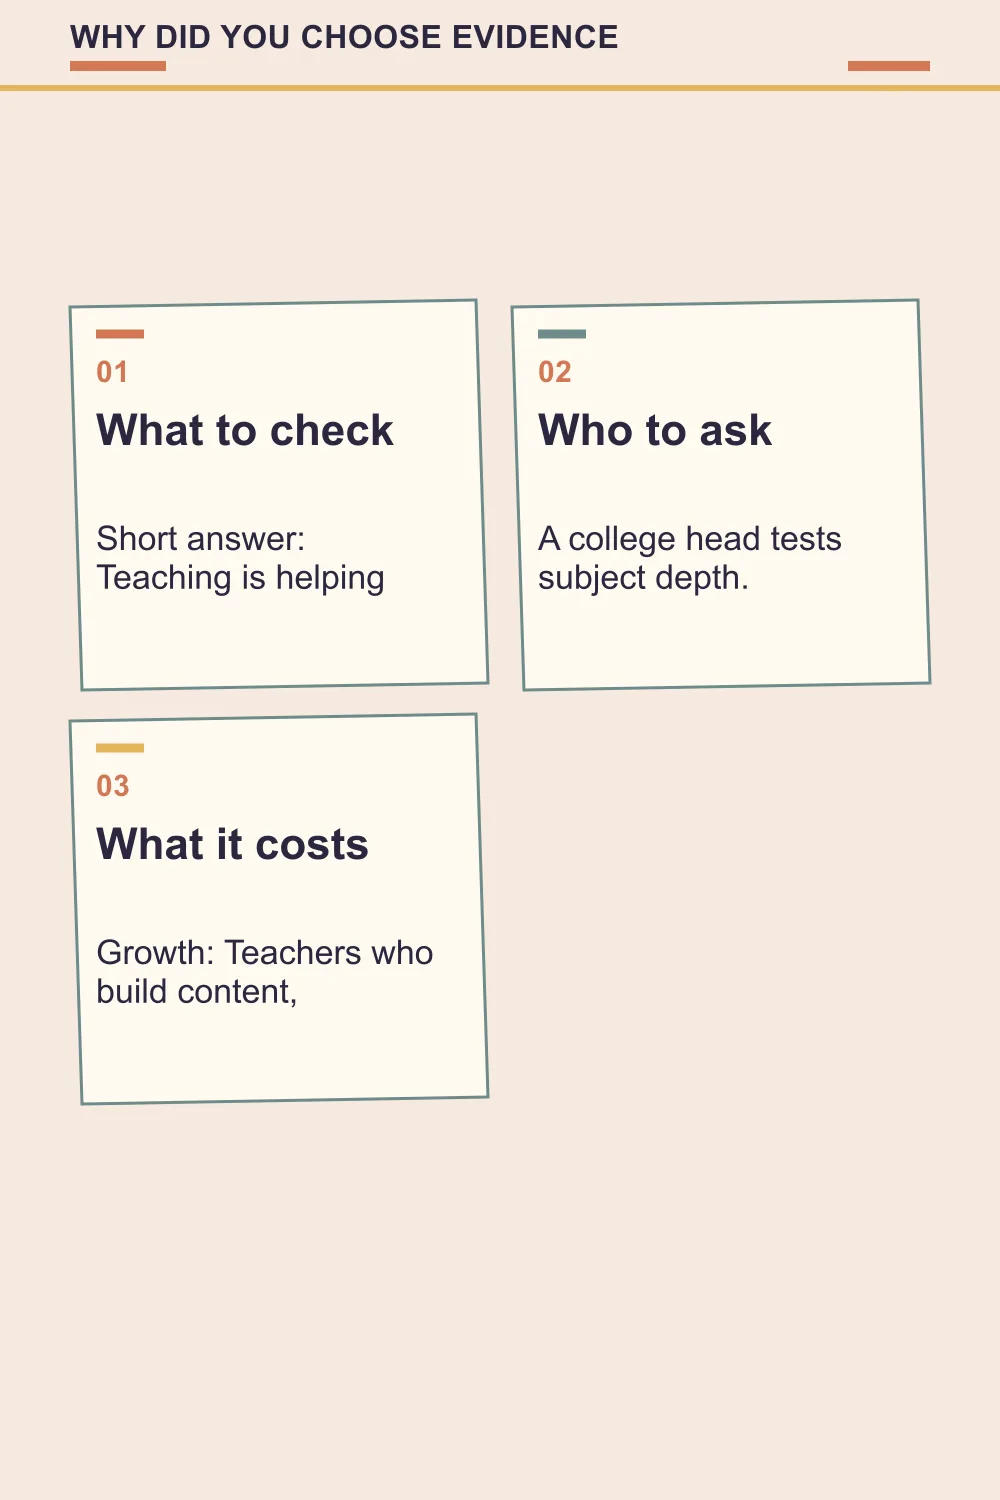 WHY DID YOU CHOOSE EVIDENCE
01
What to check
Short answer:
Teaching is helping
02
Who to ask
A college head tests
subject depth.
03
What it costs
Growth: Teachers who
build content,